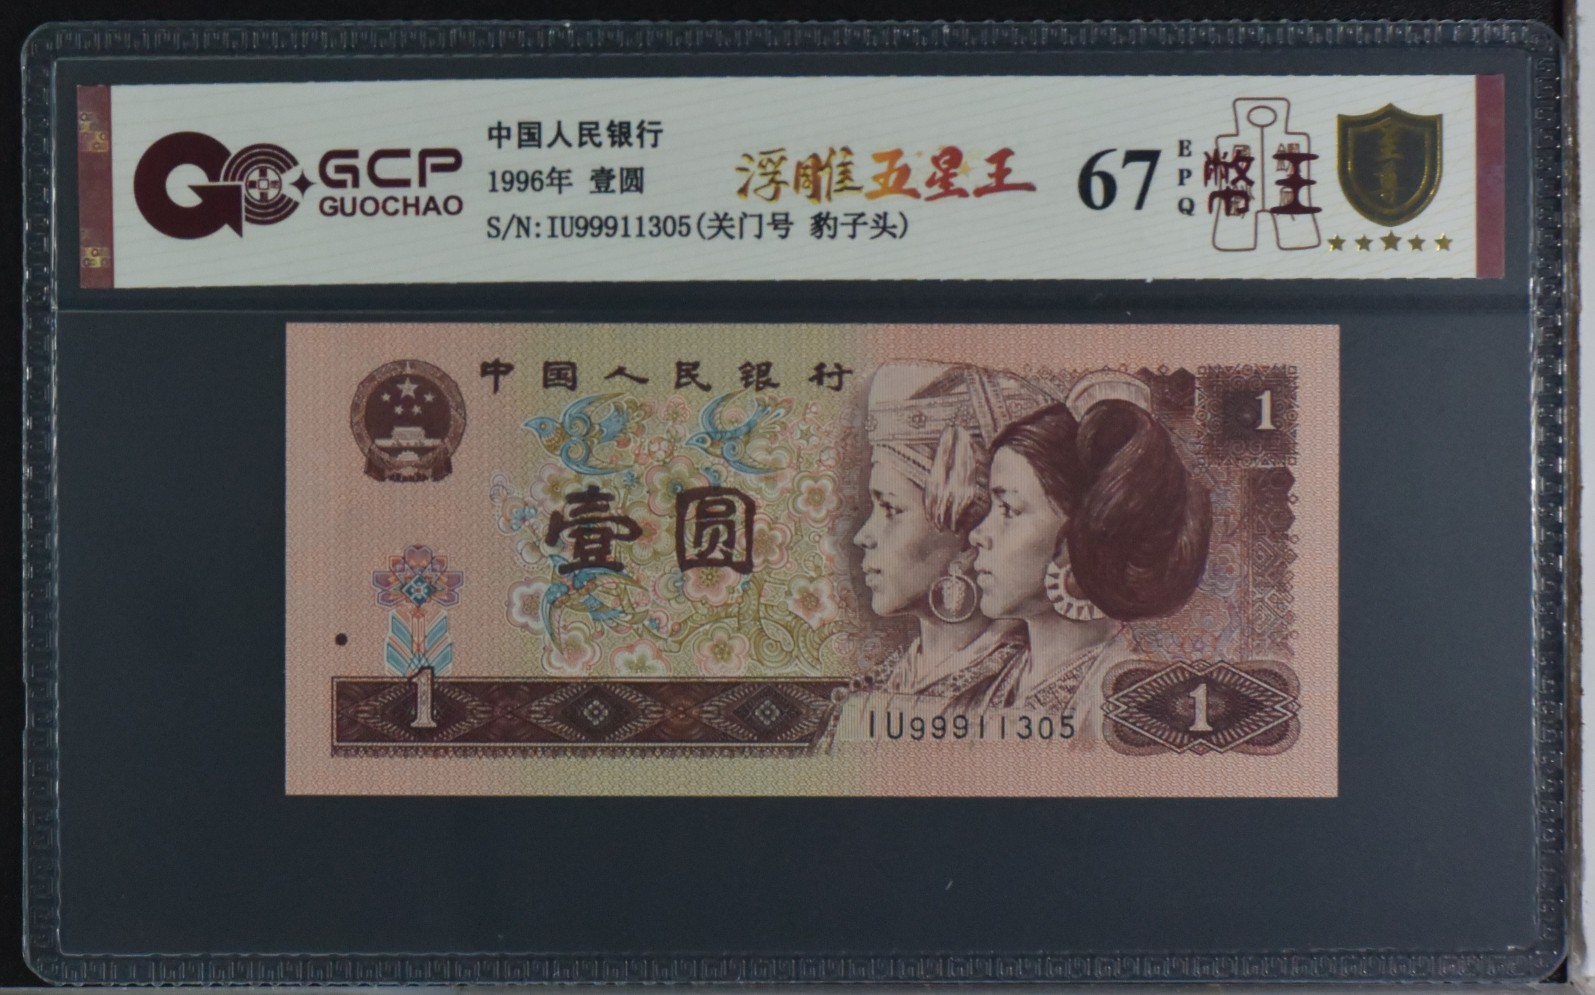 GCP
GUOCHAO
中国人民银行
1996年 壹圆
S/N:IU99911305(关门号 豹子头)
浮雕五星王
67
EPQ
至尊
中国人民银行
1
壹圆
1
IU99911305
1